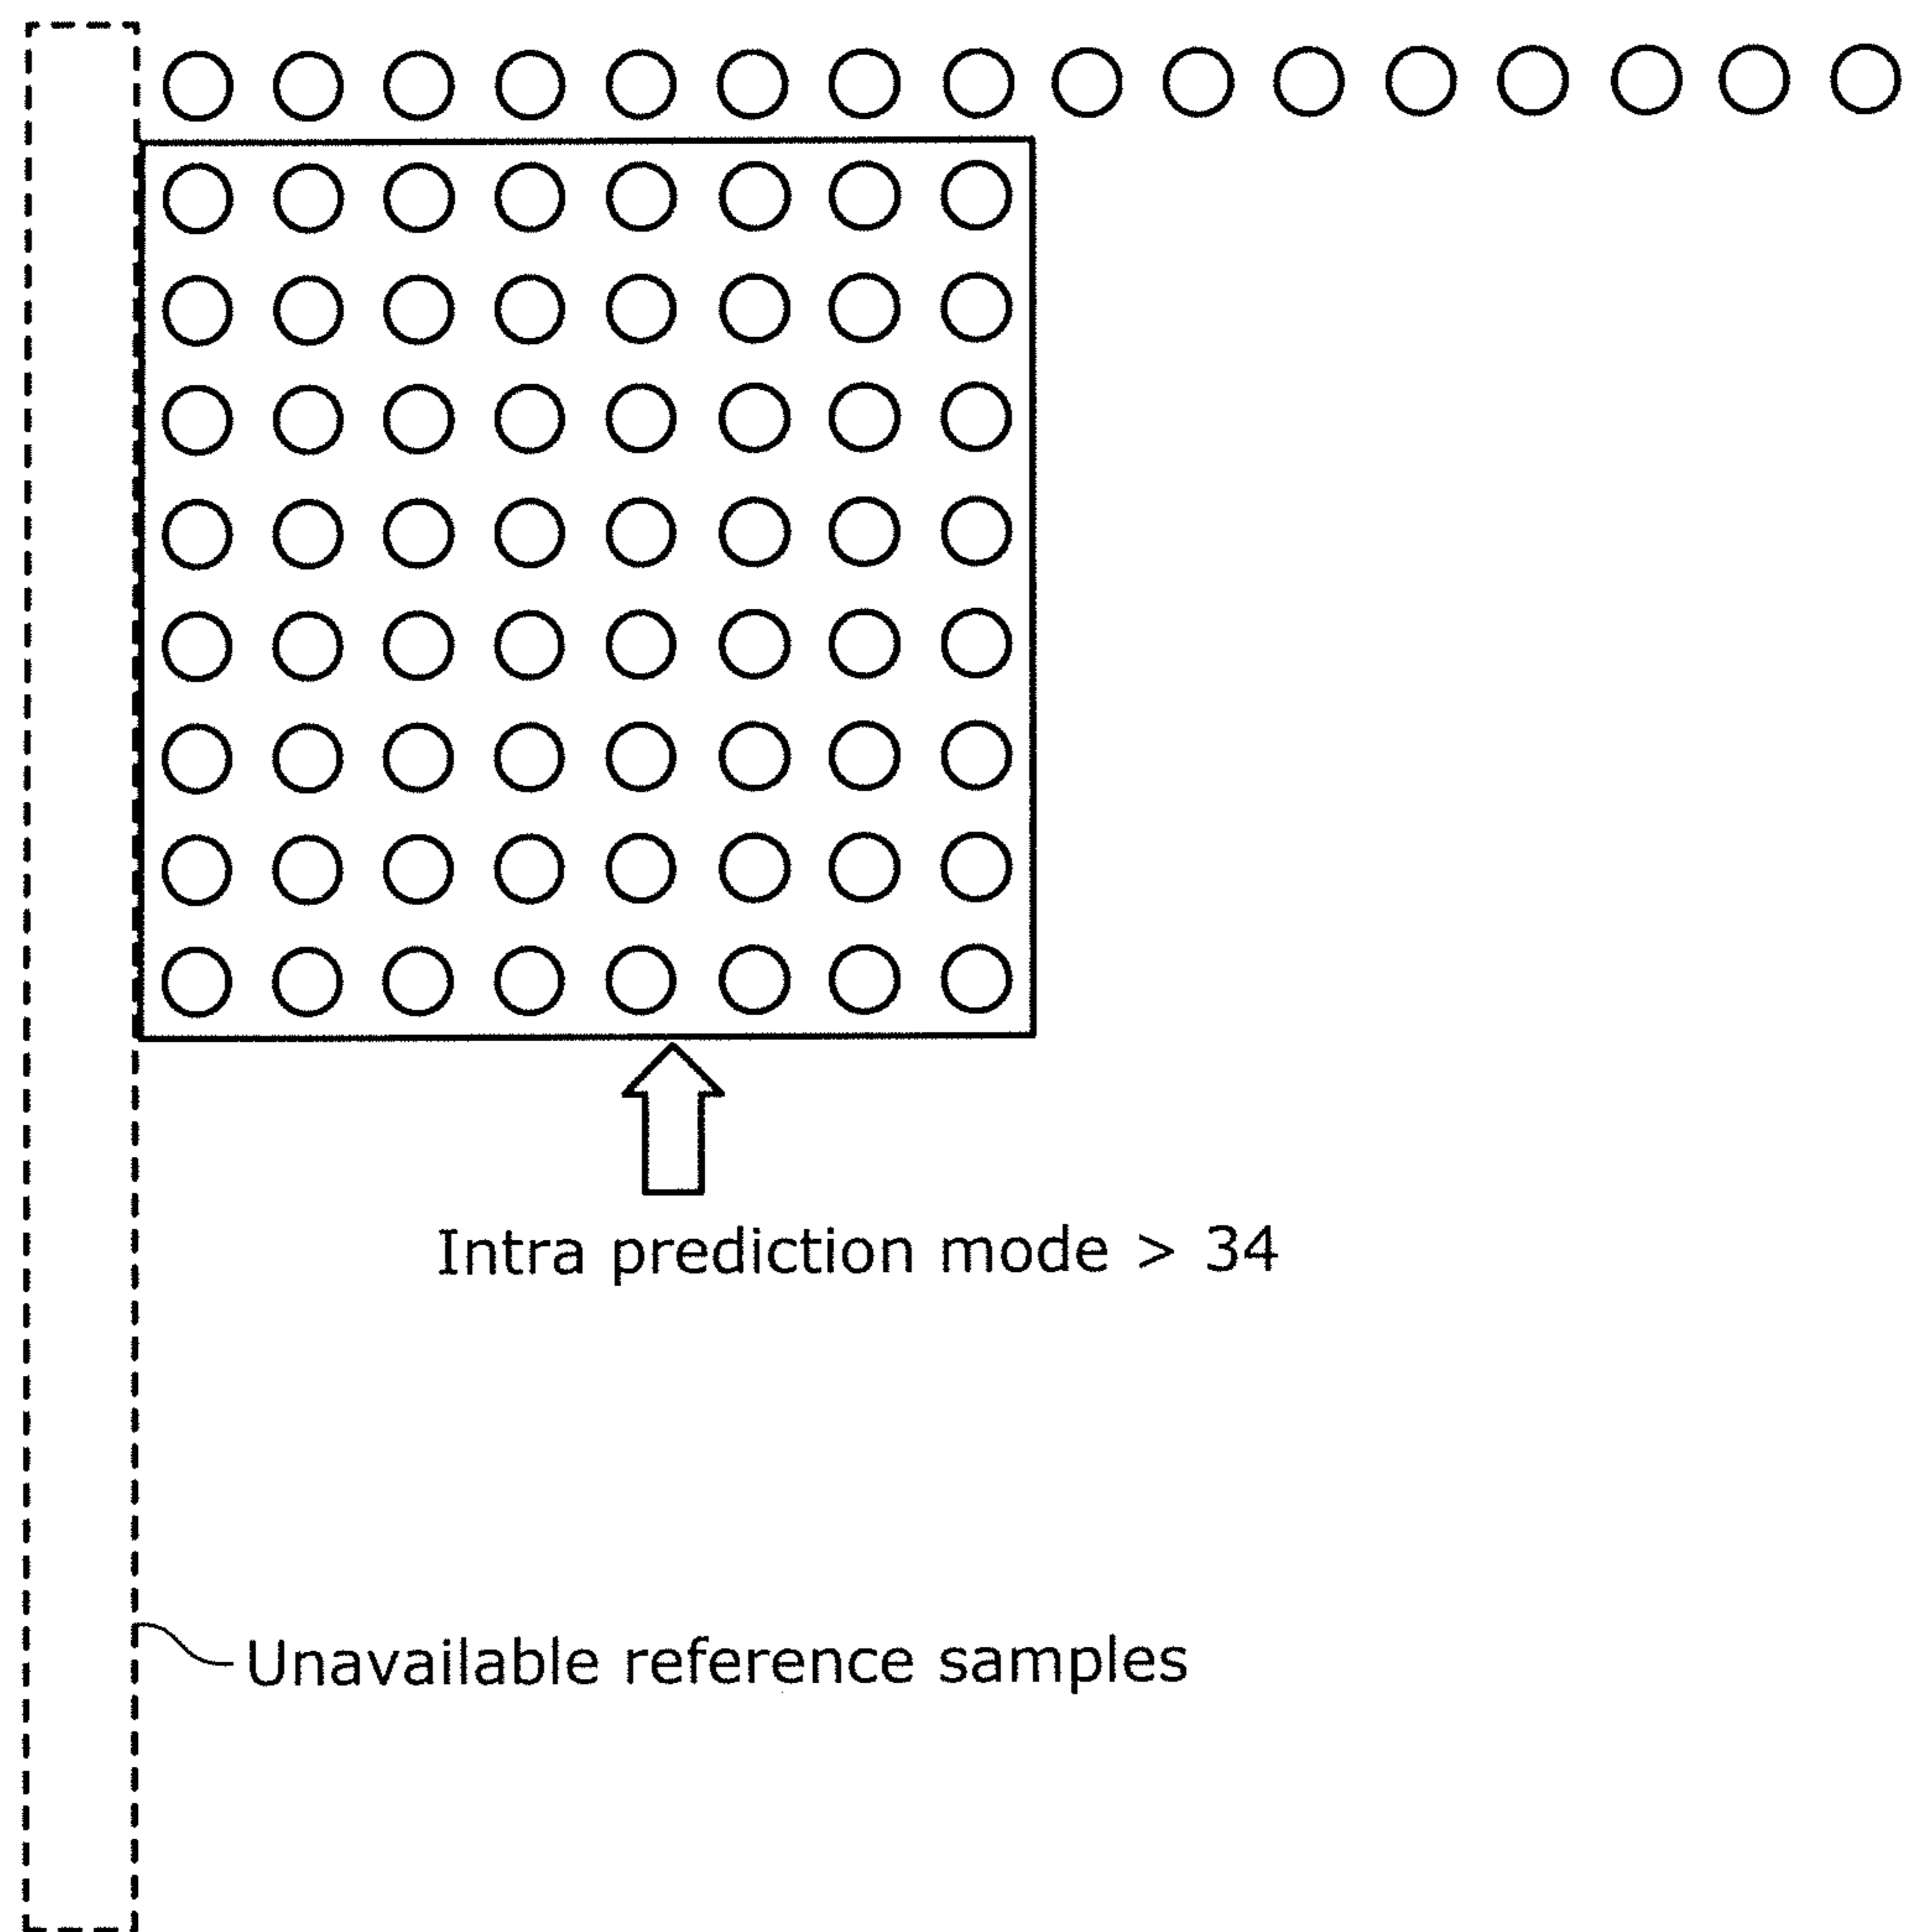 Intra prediction mode > 34
Unavailable reference samples